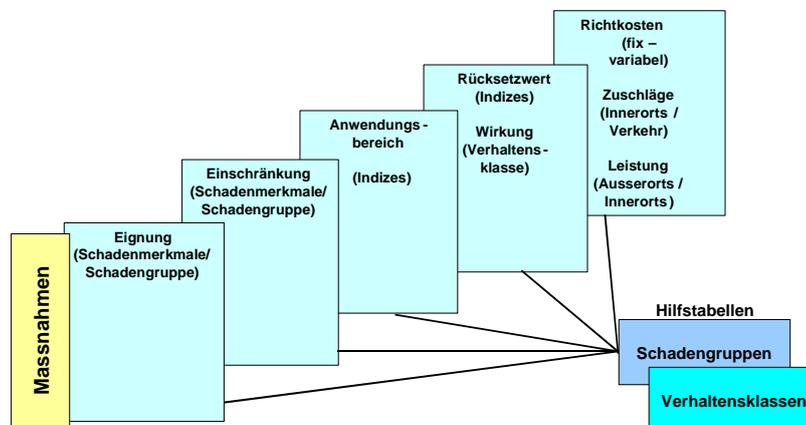 Richtkosten
(fix –
variabel)
Zuschläge
(Innerorts /
Verkehr)
Leistung
(Ausserorts /
Innerorts)
Rücksetzwert
(Indizes)
Wirkung
(Verhaltens-
klasse)
Anwendungs-
bereich
(Indizes)
Einschränkung
(Schadenmerkmale/
Schadengruppe)
Eignung
(Schadenmerkmale/
Schadengruppe)
Massnahmen
Hilfstabellen
Schadengruppen
Verhaltensklassen